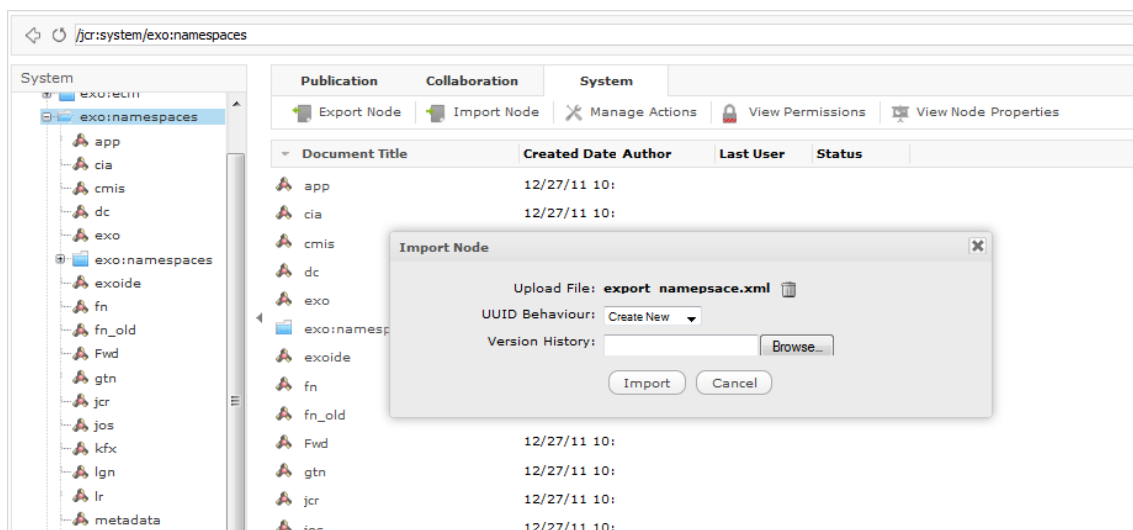 /jcr:system/exo:namespaces
System
exo:ecm
exo:namespaces
app
cia
cmis
dc
exo
exo:namespaces
exoide
fn
fn_old
Fwd
gtn
jcr
jos
kfx
lgn
lr
metadata
Publication Collaboration System
Export Node Import Node Manage Actions View Permissions View Node Properties
Document Title Created Date Author Last User Status
app 12/27/11 10:
cia 12/27/11 10:
cmis
dc
exo
exo:namesp
exoide
fn
fn_old
Fwd 12/27/11 10:
gtn 12/27/11 10:
jcr 12/27/11 10:
jos 12/27/11 10:
Import Node
Upload File: export_namepsace.xml
UUID Behaviour: Create New
Version History: Browse...
Import Cancel